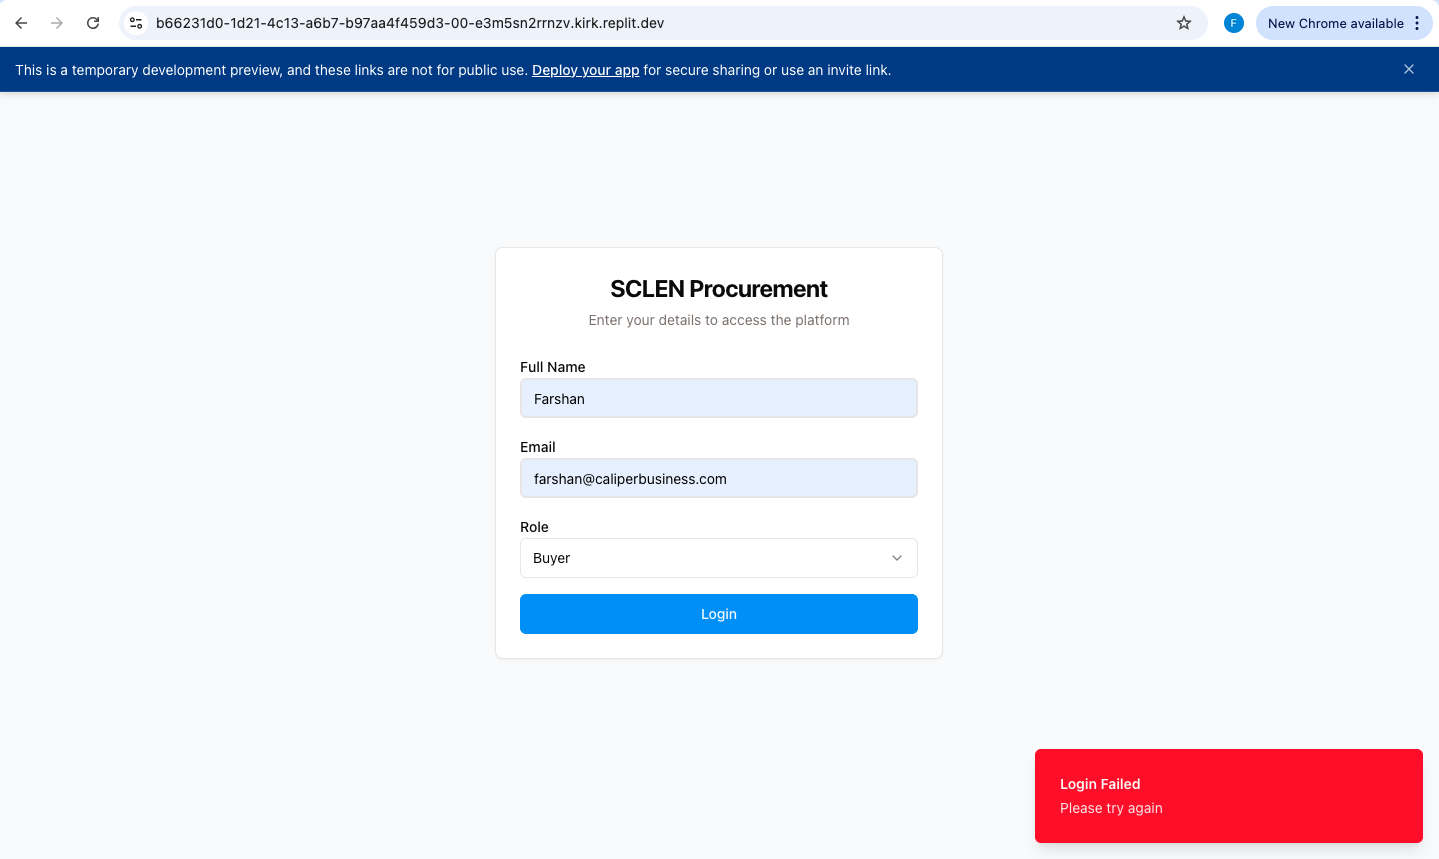 b66231d0-1d21-4c13-a6b7-b97aa4f459d3-00-e3m5sn2rrnzv.kirk.replit.dev
F
New Chrome available
This is a temporary development preview, and these links are not for public use. Deploy your app for secure sharing or use an invite link.
SCLEN Procurement
Enter your details to access the platform
Full Name
Farshan
Email
farshan@caliperbusiness.com
Role
Buyer
Login
Login Failed
Please try again